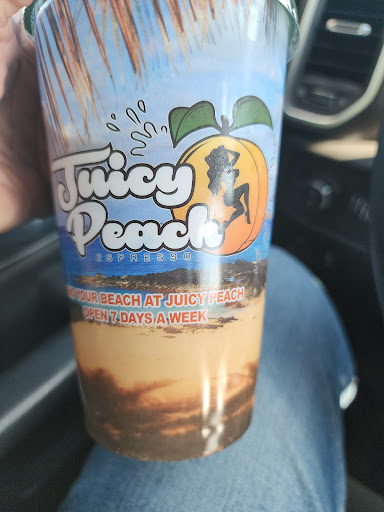 Juicy
Peach
ESPRESSO
YOUR BEACH AT JUICY PEACH
OPEN 7 DAYS A WEEK